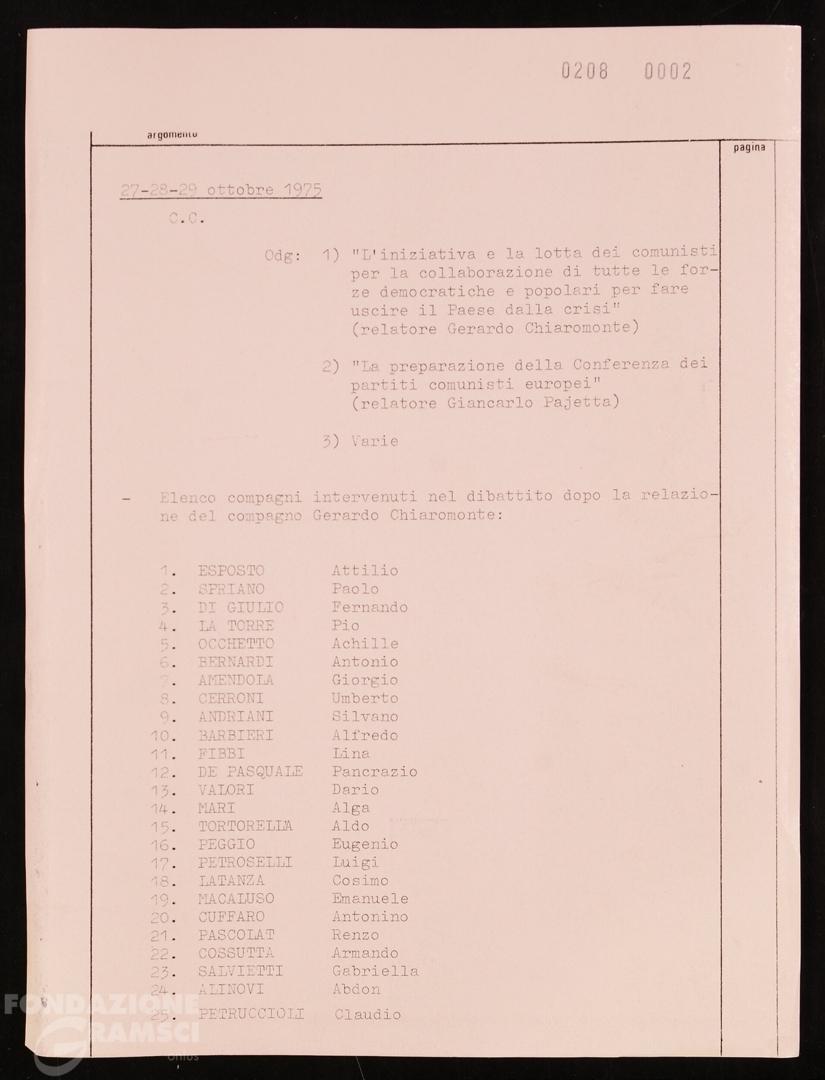 0208 0002
argomento
pagina
27-28-29 ottobre 1975
C.C.
Odg: 1) "L'iniziativa e la lotta dei comunisti
per la collaborazione di tutte le for-
ze democratiche e popolari per fare
uscire il Paese dalla crisi"
(relatore Gerardo Chiaromonte)
2) "La preparazione della Conferenza dei
partiti comunisti europei"
(relatore Giancarlo Pajetta)
3) Varie
- Elenco compagni intervenuti nel dibattito dopo la relazio-
ne del compagno Gerardo Chiaromonte:
1. ESPOSTO Attilio
2. SPRIANO Paolo
3. DI GIULIO Fernando
4. LA TORRE Pio
5. OCCHETTO Achille
6. BERNARDI Antonio
7. AMENDOLA Giorgio
8. CERRONI Umberto
9. ANDRIANI Silvano
10. BARBIERI Alfredo
11. FIBBI Lina
12. DE PASQUALE Pancrazio
13. VALORI Dario
14. MARI Alga
15. TORTORELLA Aldo
16. PEGGIO Eugenio
17. PETROSELLI Luigi
18. LATANZA Cosimo
19. MACALUSO Emanuele
20. CUFFARO Antonino
21. PASCOLAT Renzo
22. COSSUTTA Armando
23. SALVIETTI Gabriella
24. ALINOVI Abdon
25. PETRUCCIOLI Claudio
FONDAZIONE
GRAMSCI
onlus